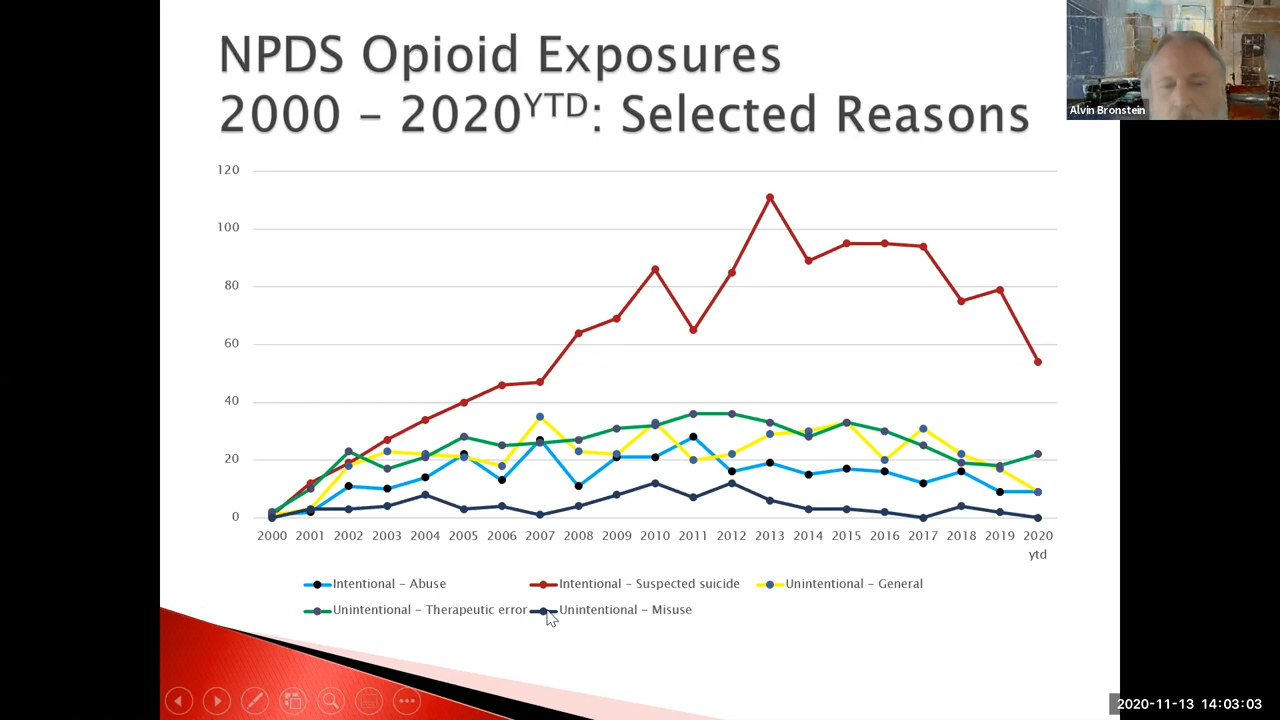 NPDS Opioid Exposures
2000 – 2020YTD: Selected Reasons
Alvin Bronstein
120
100
80
60
40
20
0
2000 2001 2002 2003 2004 2005 2006 2007 2008 2009 2010 2011 2012 2013 2014 2015 2016 2017 2018 2019 2020
ytd
Intentional – Abuse Intentional – Suspected suicide Unintentional – General
Unintentional – Therapeutic error Unintentional – Misuse
2020-11-13 14:03:03